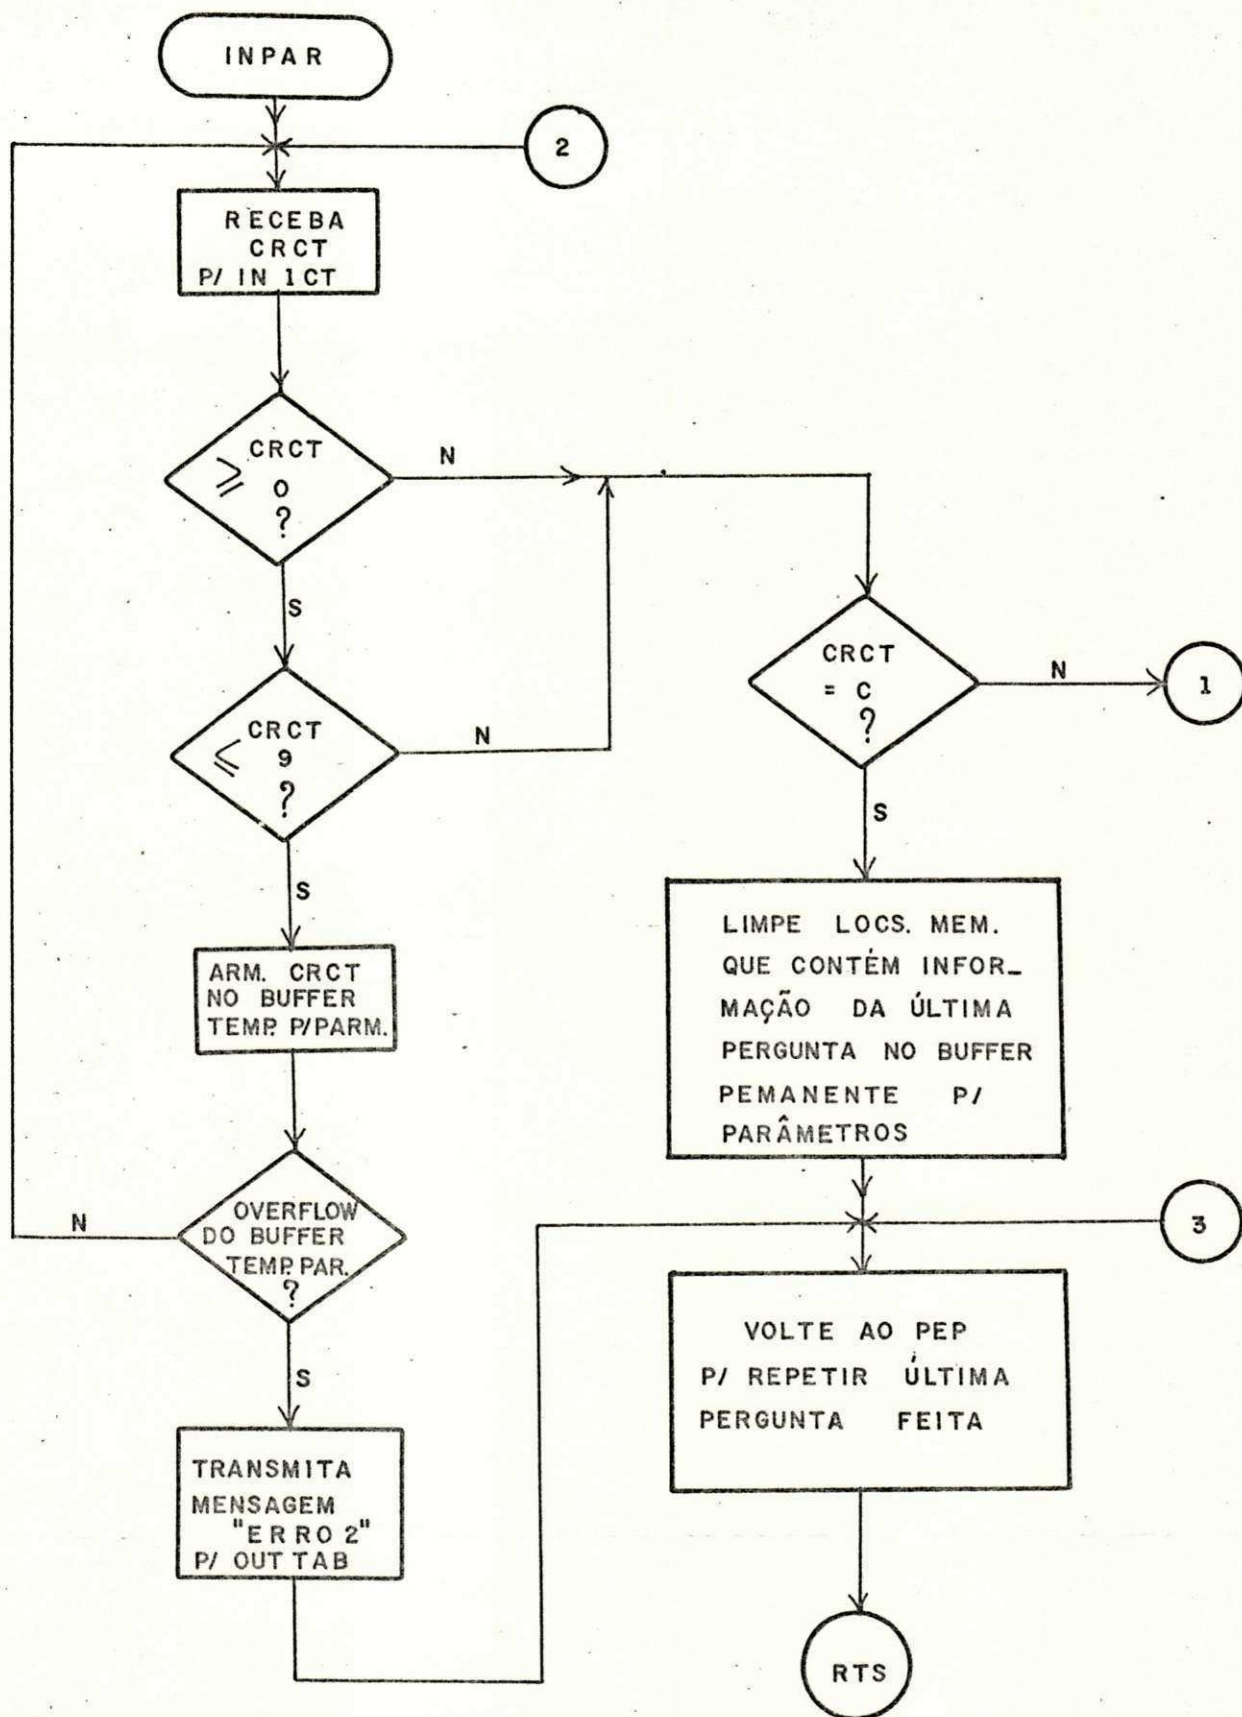 INPAR
2
RECEBA
CRCT
P/ IN 1CT
CRCT
≥ 0
?
N
S
CRCT
≤ 9
?
N
S
ARM. CRCT
NO BUFFER
TEMP. P/PARM.
OVERFLOW
DO BUFFER
TEMP. PAR.
?
N
S
TRANSMITA
MENSAGEM
"ERRO 2"
P/ OUT TAB
CRCT
= C
?
N
1
S
LIMPE LOCS. MEM.
QUE CONTÉM INFOR-
MAÇÃO DA ÚLTIMA
PERGUNTA NO BUFFER
PEMANENTE P/
PARÂMETROS
3
VOLTE AO PEP
P/ REPETIR ÚLTIMA
PERGUNTA FEITA
RTS